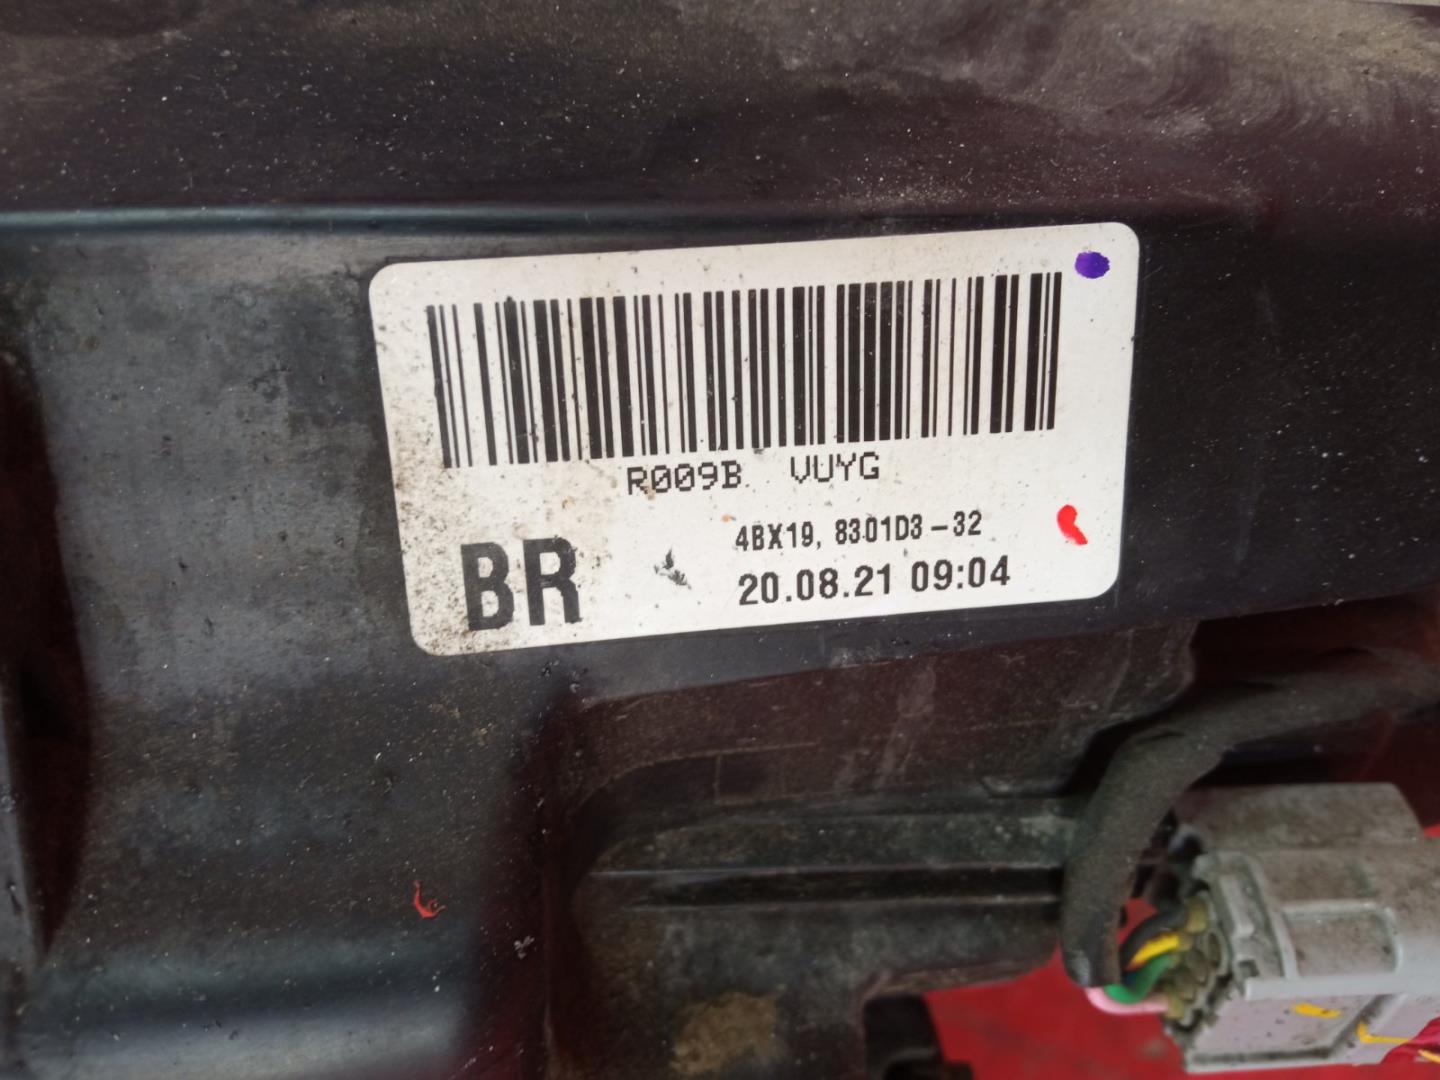 R009B VUYG
4BX19, 8301D3-32
BR 20.08.21 09:04